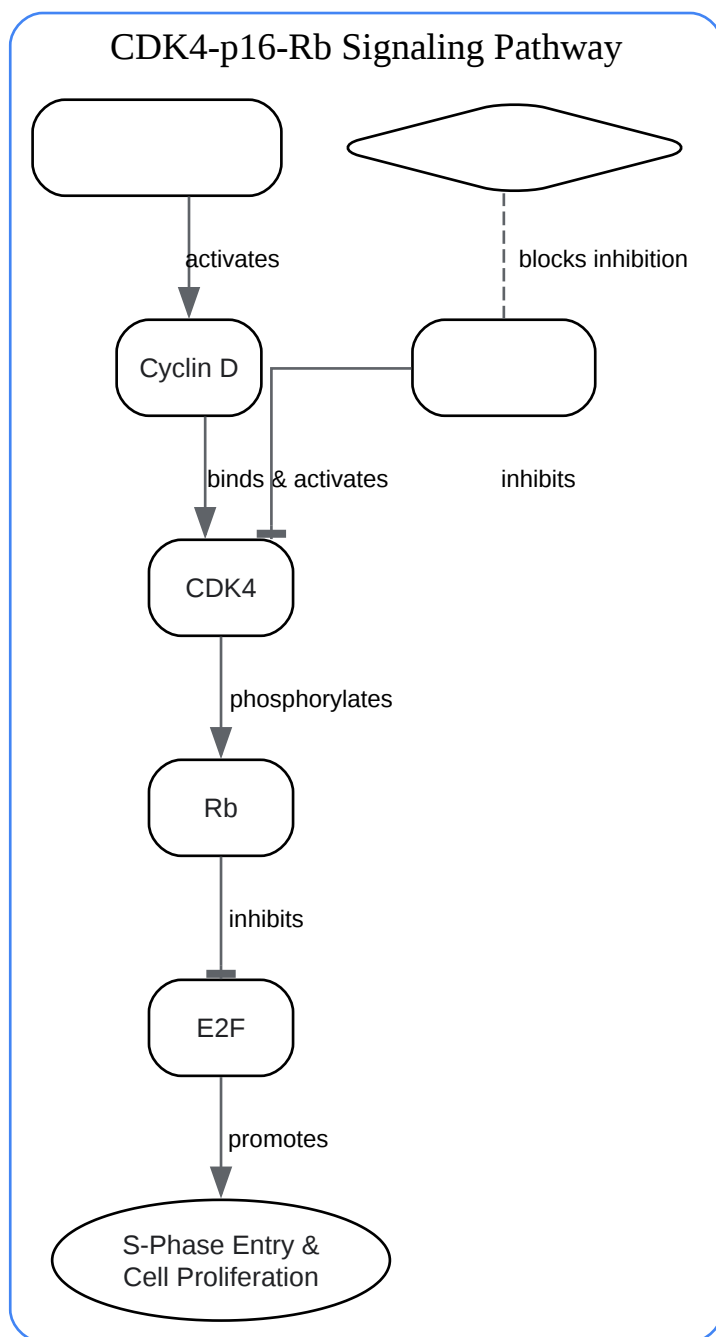 CDK4-p16-Rb Signaling Pathway
activates
blocks inhibition
Cyclin D
binds & activates
inhibits
CDK4
phosphorylates
Rb
inhibits
E2F
promotes
S-Phase Entry &
Cell Proliferation